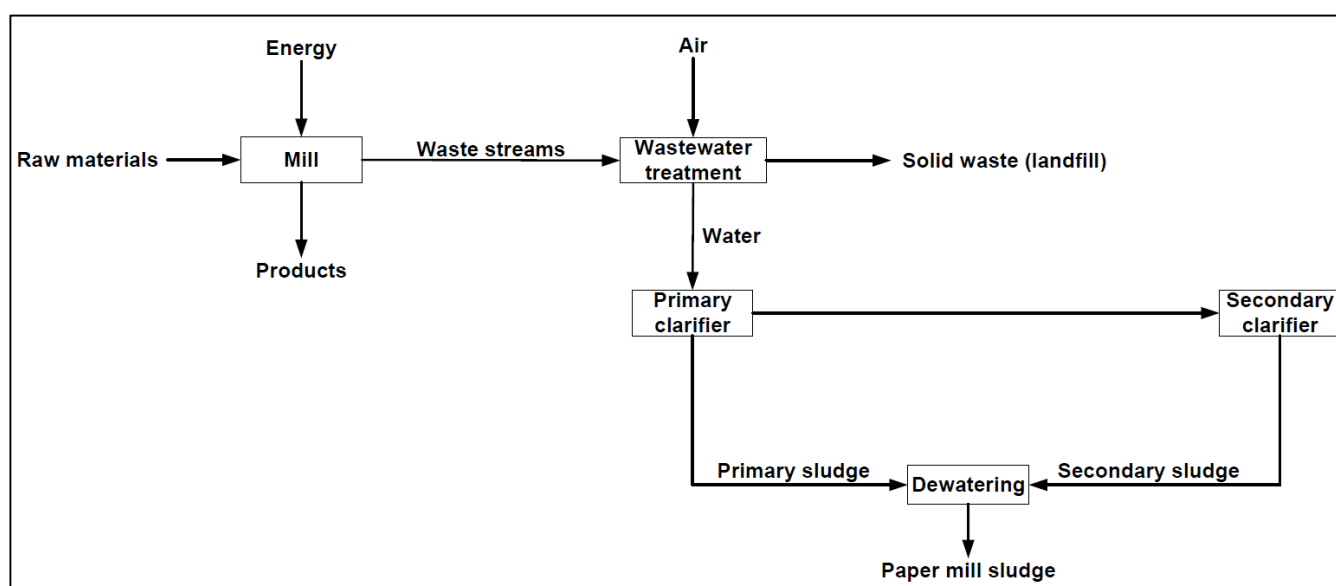 Energy
Air
Raw materials
Mill
Waste streams
Wastewater
treatment
Solid waste (landfill)
Water
Products
Primary
clarifier
Secondary
clarifier
Primary sludge
Dewatering
Secondary sludge
Paper mill sludge